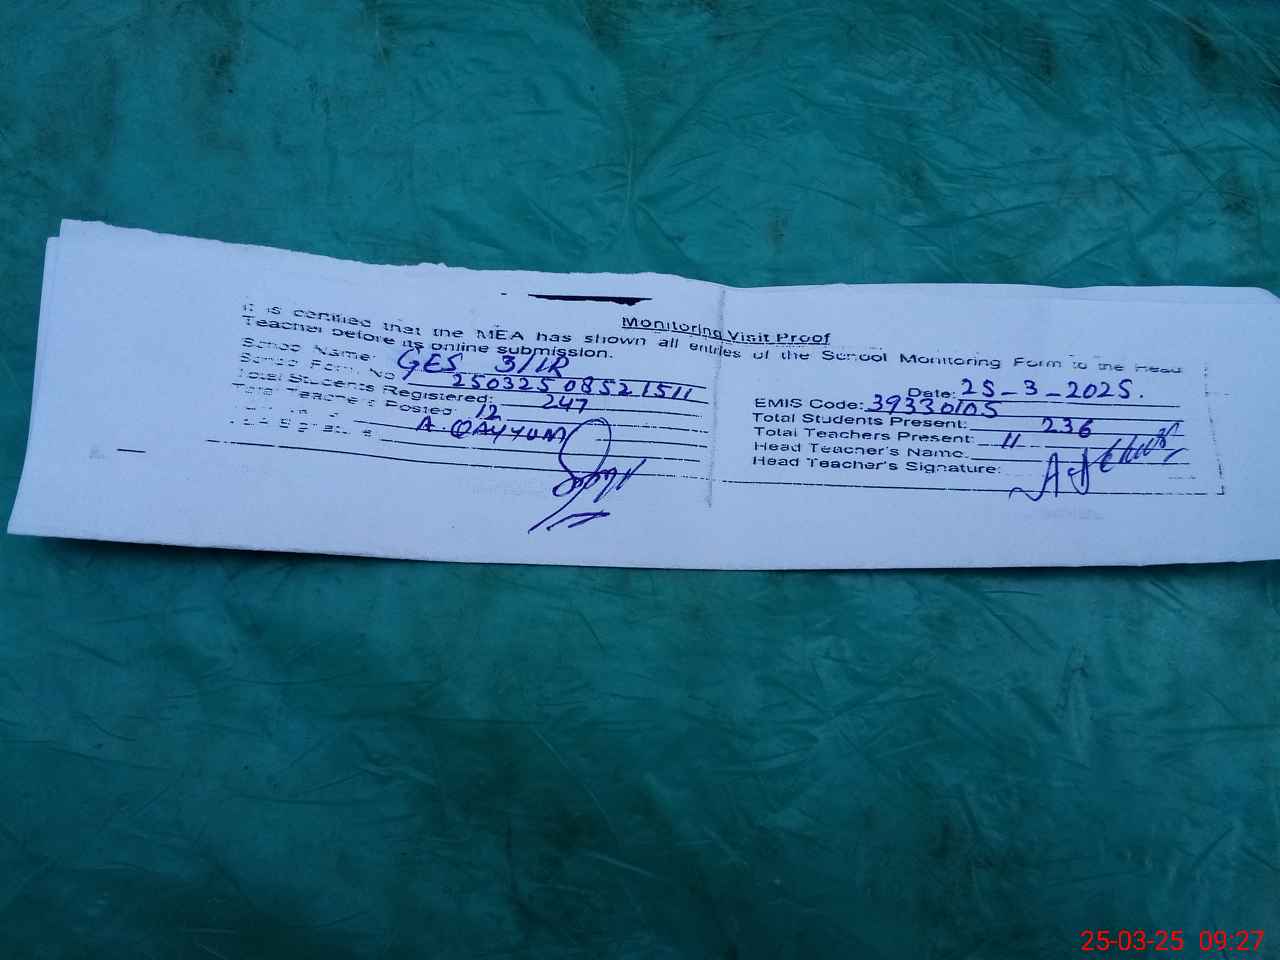 Monitoring Visit Proof
It is certified that the MEA has shown all entries of the School Monitoring Form to the Head
Teacher before its online submission.
School Name: GES 3/1R
Date: 25-3-2025.
School Form No 25032508521511
EMIS Code: 39330105
Total Students Registered: 247
Total Students Present: 236
Total Teachers Posted: 12
Total Teachers Present: 11
A. QAYYUM
Head Teacher's Name
Signature
Head Teacher's Signature:
25-03-25 09:27